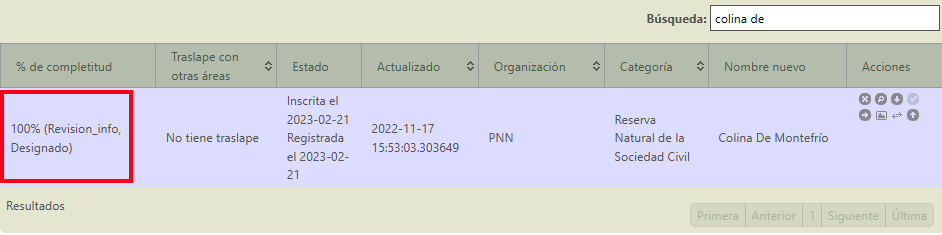 Búsqueda: colina de
% de completitud
Traslape con
otras áreas
Estado
Actualizado
Organización
Categoría
Nombre nuevo
Acciones
100% (Revision_info,
Designado)
No tiene traslape
Inscrita el
2023-02-21
Registrada
el 2023-02-
21
2022-11-17
15:53:03.303649
PNN
Reserva
Natural de la
Sociedad Civil
Colina De Montefrío
Resultados
Primera Anterior 1 Siguiente Última